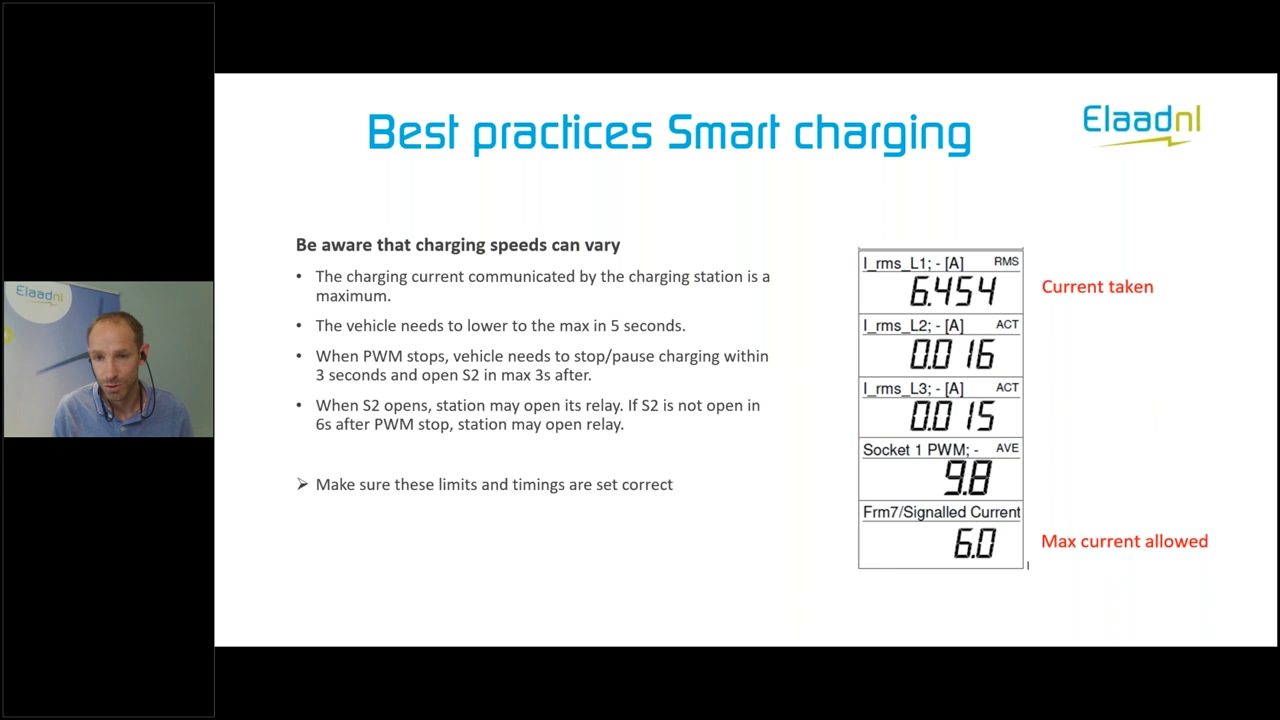 Best practices Smart charging
Elaadnl
Be aware that charging speeds can vary
• The charging current communicated by the charging station is a
maximum.
• The vehicle needs to lower to the max in 5 seconds.
• When PWM stops, vehicle needs to stop/pause charging within
3 seconds and open S2 in max 3s after.
• When S2 opens, station may open its relay. If S2 is not open in
6s after PWM stop, station may open relay.
➢ Make sure these limits and timings are set correct
I_rms_L1; - [A] RMS
6.454
Current taken
I_rms_L2; - [A] ACT
0.016
I_rms_L3; - [A] ACT
0.015
Socket 1 PWM; - AVE
9.8
Frm7/Signalled Current
6.0
Max current allowed
Elaadnl